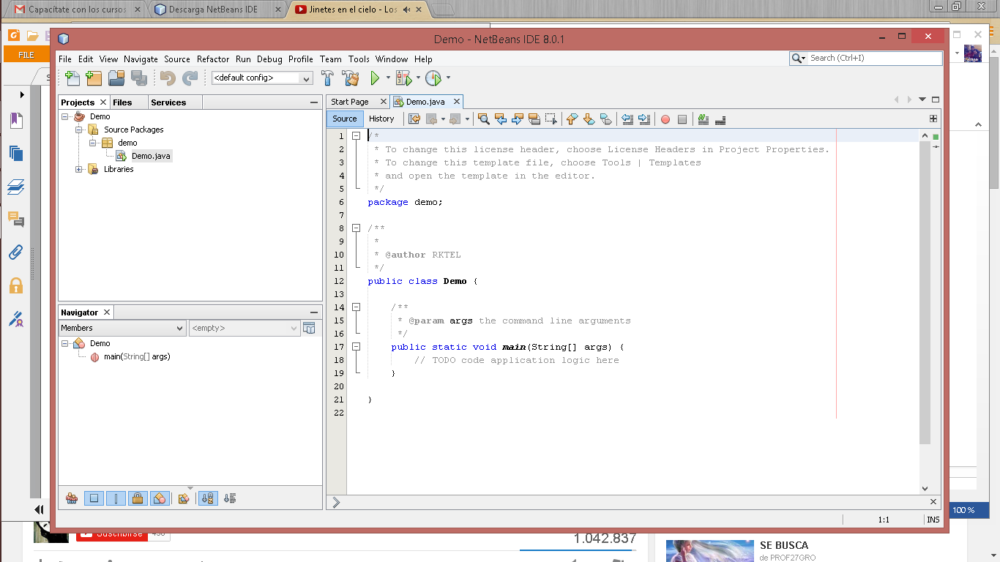 Capacítate con los cursos
Descarga NetBeans IDE
Jinetes en el cielo - Los
FILE
Demo - NetBeans IDE 8.0.1
File Edit View Navigate Source Refactor Run Debug Profile Team Tools Window Help
Search (Ctrl+I)
<default config>
Projects
Files
Services
Demo
Source Packages
demo
Demo.java
Libraries
Navigator
Members
<empty>
Demo
main(String[] args)
Start Page
Demo.java
Source
History
1 /*
2 * To change this license header, choose License Headers in Project Properties.
3 * To change this template file, choose Tools | Templates
4 * and open the template in the editor.
5 */
6 package demo;
7
8 /**
9 *
10 * @author RKTEL
11 */
12 public class Demo {
13
14 /**
15 * @param args the command line arguments
16 */
17 public static void main(String[] args) {
18 // TODO code application logic here
19 }
20
21 }
22
1:1
INS
100 %
Suscribirse
1.042.837
SE BUSCA
de PROF27GRO